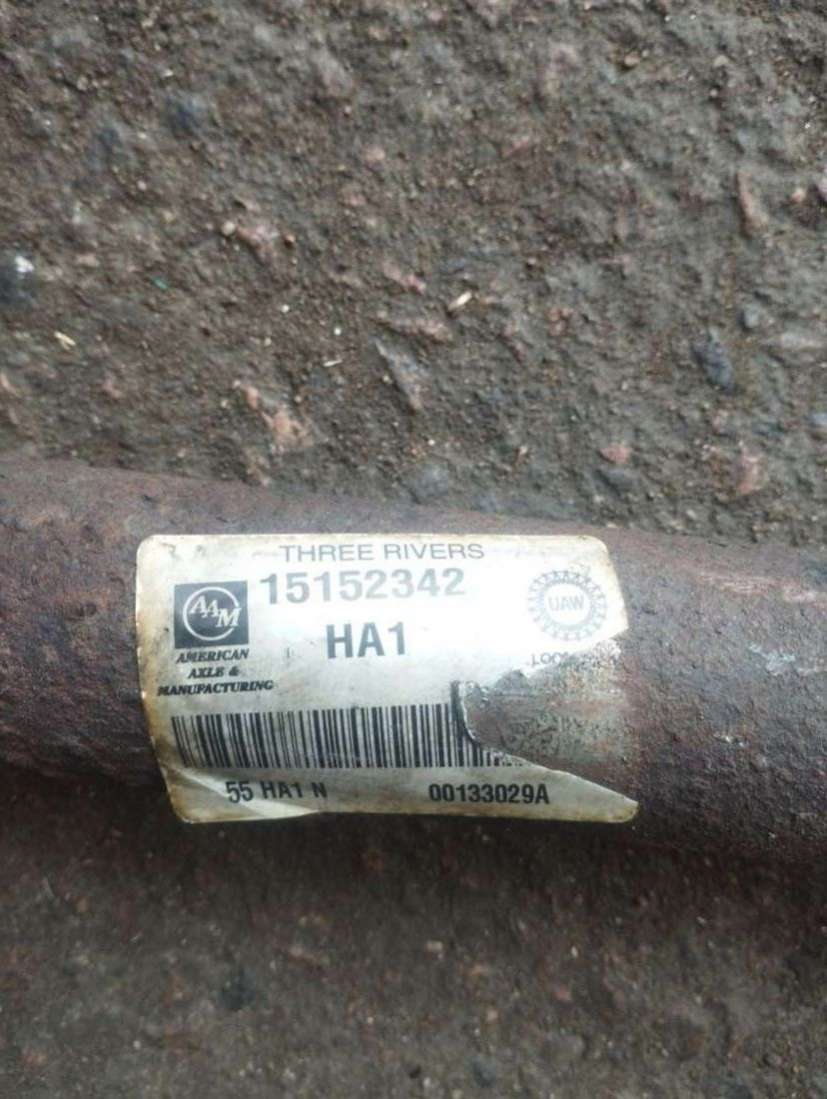 THREE RIVERS
15152342
HA1
AAM
AMERICAN
AXLE &
MANUFACTURING
UAW
55 HA1 N
00133029A